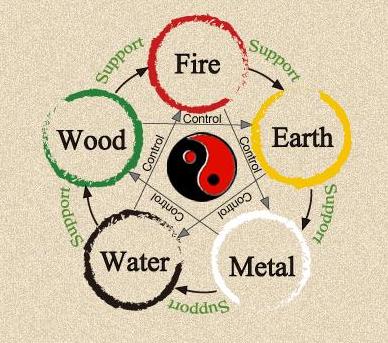 Support
Fire
Support
Control
Wood
Earth
Control
Control
Support
Control
Control
Support
Water
Metal
Support